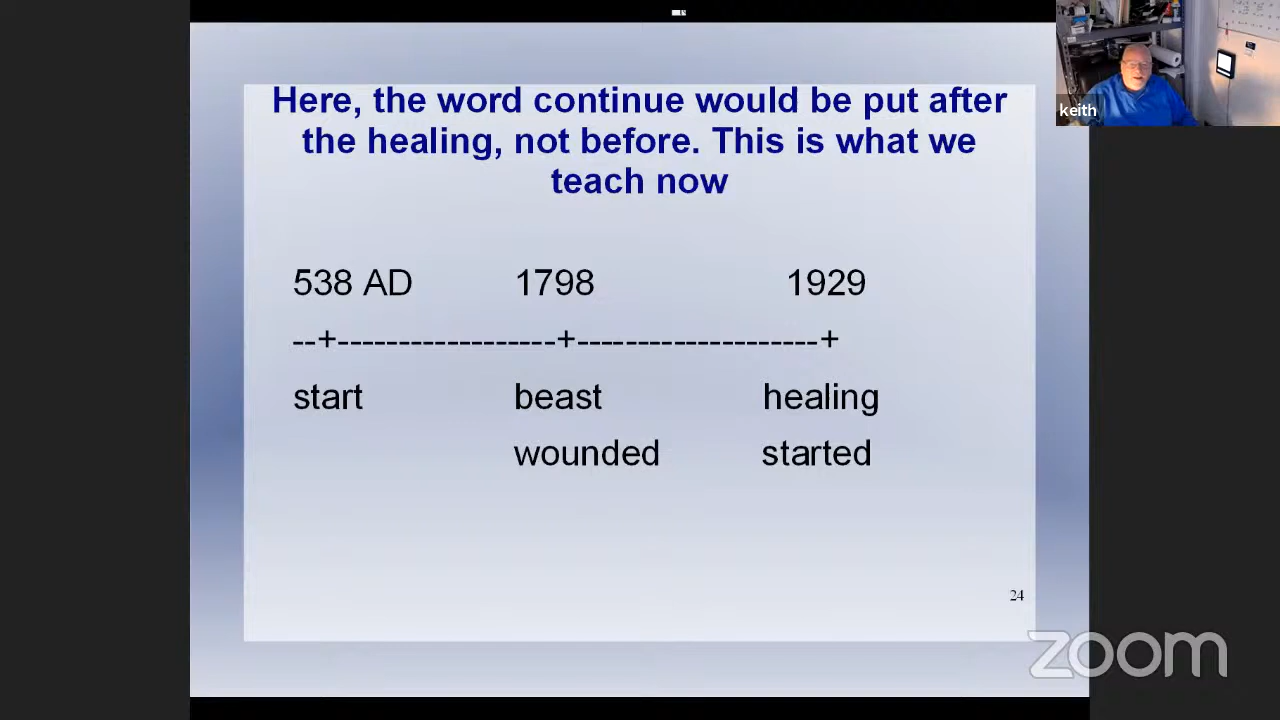 Here, the word continue would be put after
the healing, not before. This is what we
teach now
538 AD 1798 1929
--+------------------+--------------------+
start beast healing
wounded started
24
keith
zoom